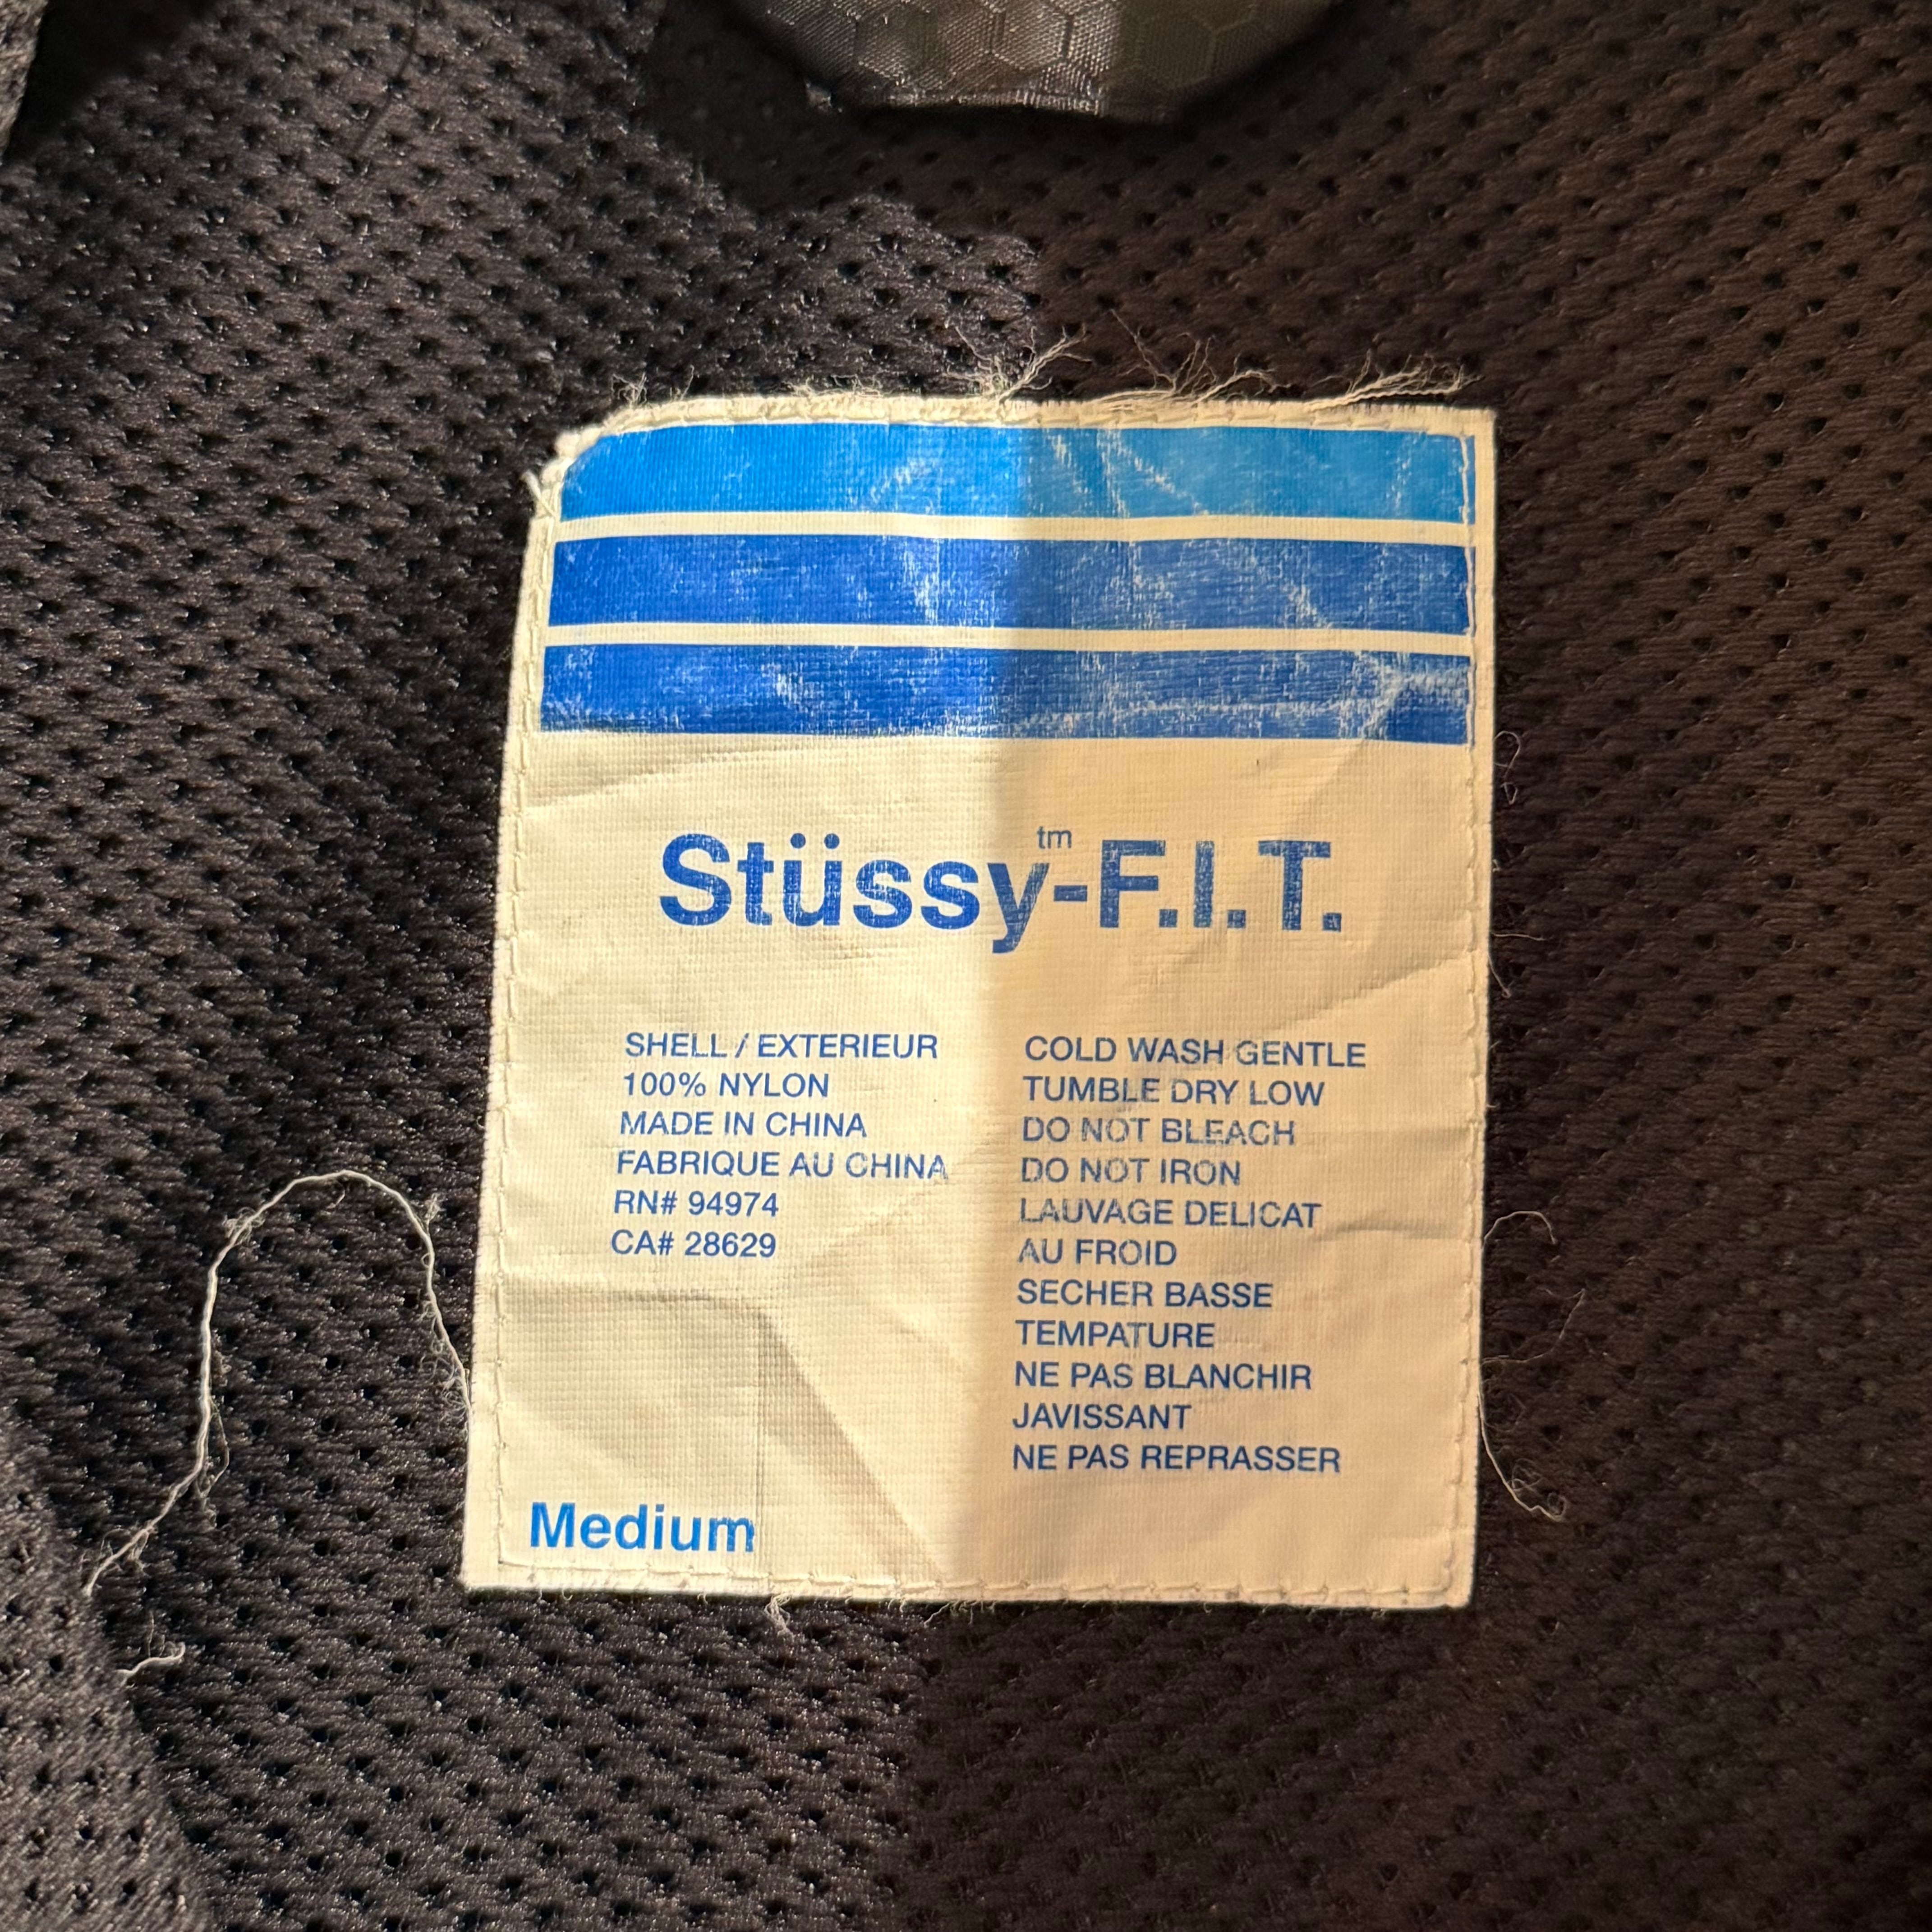 Stüssy™-F.I.T.
SHELL / EXTERIEUR
100% NYLON
MADE IN CHINA
FABRIQUE AU CHINA
RN# 94974
CA# 28629
COLD WASH GENTLE
TUMBLE DRY LOW
DO NOT BLEACH
DO NOT IRON
LAUVAGE DELICAT
AU FROID
SECHER BASSE
TEMPATURE
NE PAS BLANCHIR
JAVISSANT
NE PAS REPRASSER
Medium